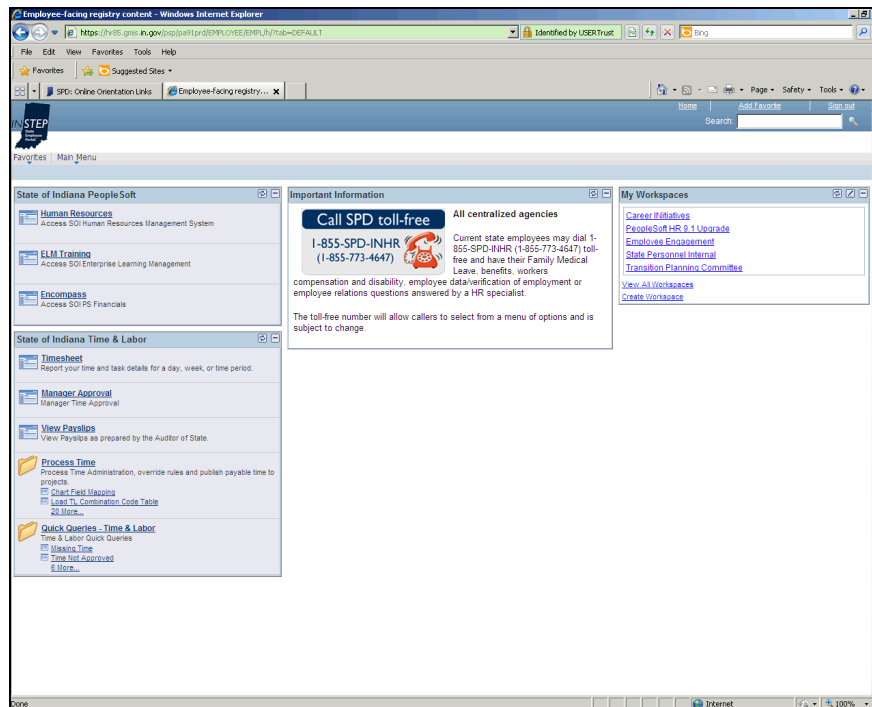 Employee-facing registry content - Windows Internet Explorer
https://hr85.gmis.in.gov/psp/pa91prd/EMPLOYEE/EMPL/h/?tab=DEFAULT
Identified by USERTrust
Bing
File Edit View Favorites Tools Help
Favorites
Suggested Sites
SPD: Online Orientation Links
Employee-facing registry...
Page
Safety
Tools
Home
Add Favorite
Sign out
INSTEP
State
Employee
Portal
Search:
Favorites
Main Menu
State of Indiana PeopleSoft
Human Resources
Access SOI Human Resources Management System
ELM Training
Access SOI Enterprise Learning Management
Encompass
Access SOI PS Financials
State of Indiana Time & Labor
Timesheet
Report your time and task details for a day, week, or time period.
Manager Approval
Manager Time Approval
View Payslips
View Payslips as prepared by the Auditor of State.
Process Time
Process Time Administration, override rules and publish payable time to
projects.
Chart Field Mapping
Load TL Combination Code Table
20 More...
Quick Queries - Time & Labor
Time & Labor Quick Queries
Missing Time
Time Not Approved
6 More...
Important Information
Call SPD toll-free
1-855-SPD-INHR
(1-855-773-4647)
All centralized agencies
Current state employees may dial 1-
855-SPD-INHR (1-855-773-4647) toll-
free and have their Family Medical
Leave, benefits, workers
compensation and disability, employee data/verification of employment or
employee relations questions answered by a HR specialist.
The toll-free number will allow callers to select from a menu of options and is
subject to change.
My Workspaces
Career INitiatives
PeopleSoft HR 9.1 Upgrade
Employee Engagement
State Personnel Internal
Transition Planning Committee
View All Workspaces
Create Workspace
Done
Internet
100%